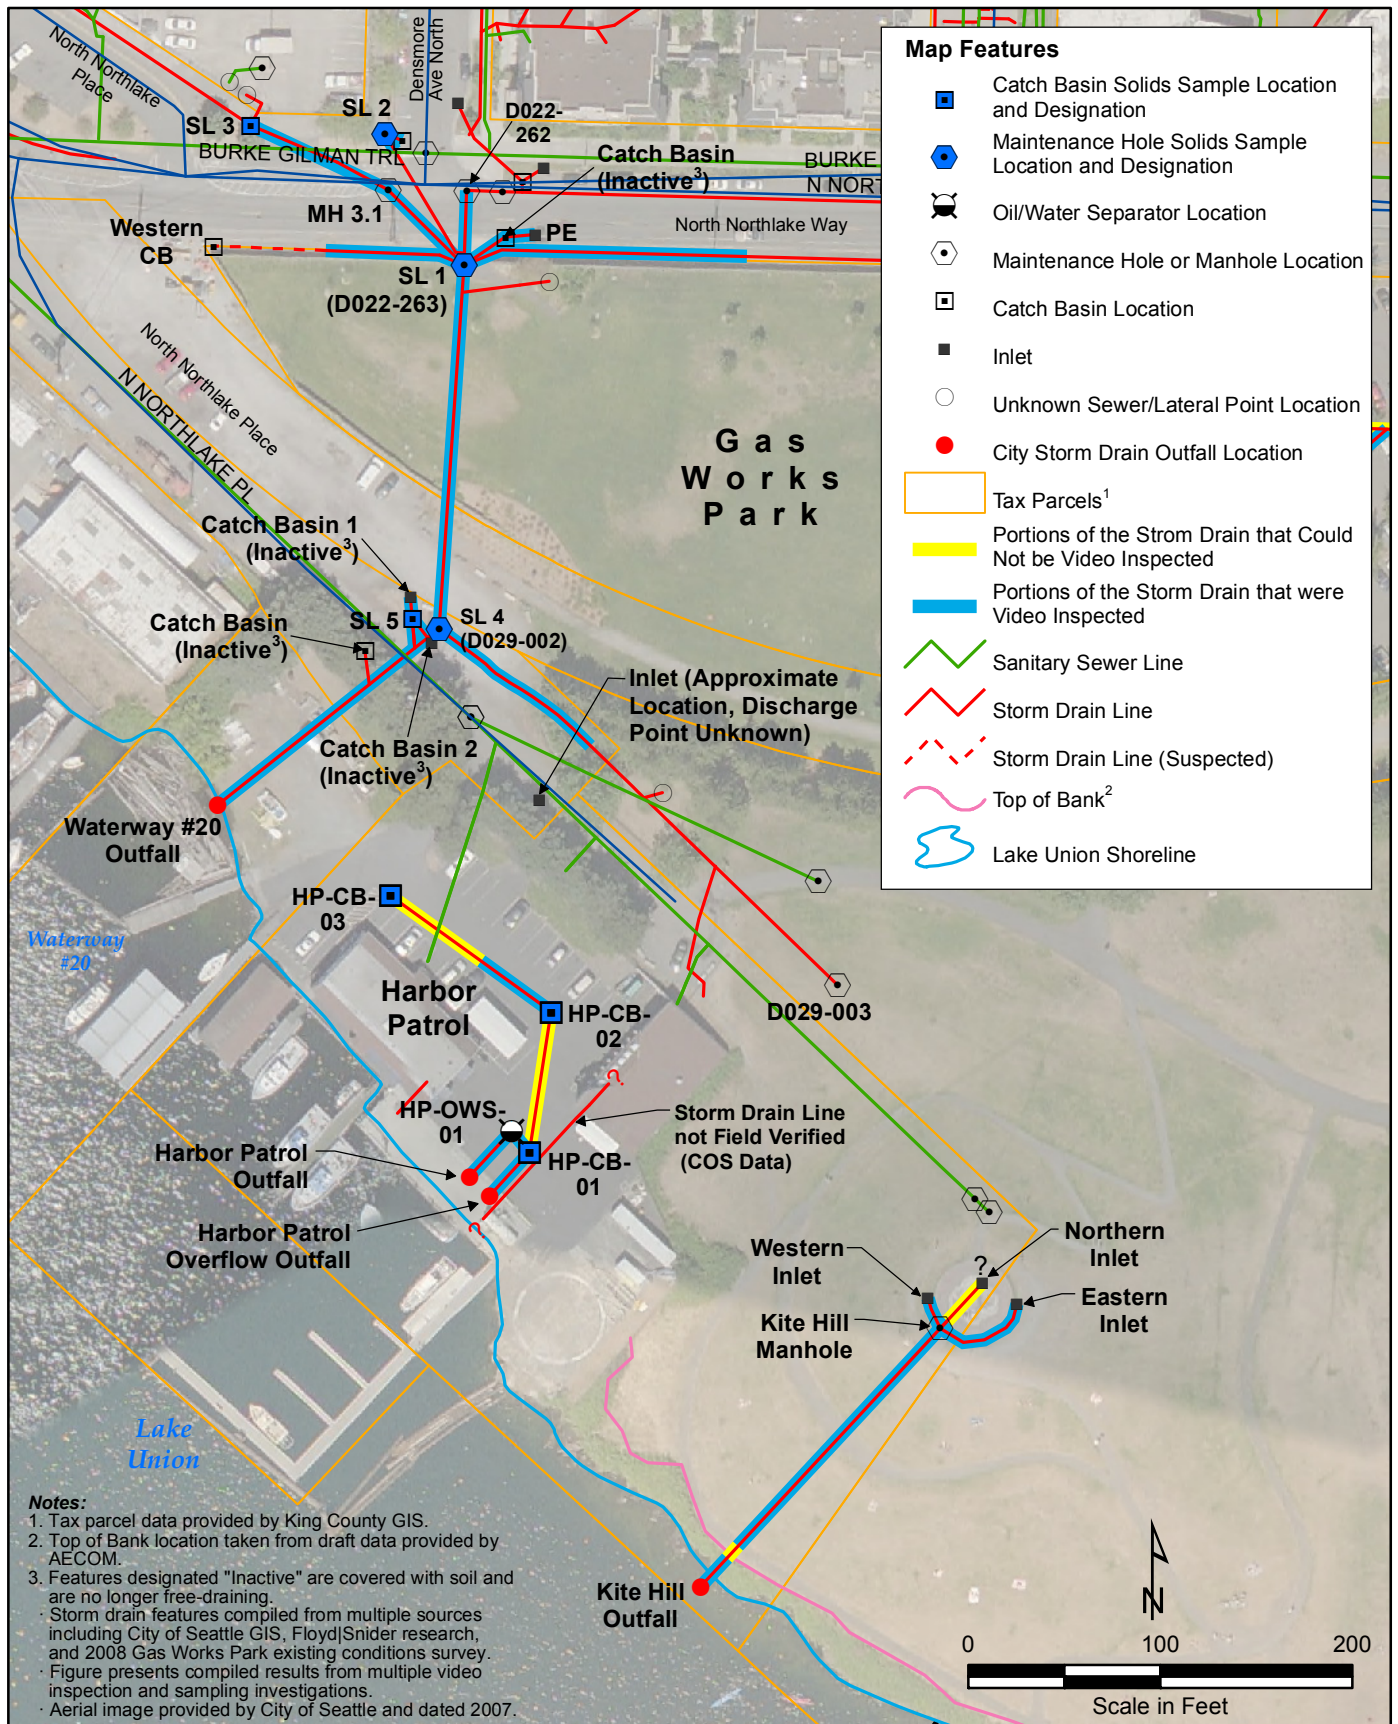 North Northlake
Place
Densmore
Ave North
SL 3
SL 2
D022-
262
BURKE GILMAN TRL
BURKE
N NORT
Catch Basin
(Inactive3)
MH 3.1
Western
CB
PE
North Northlake Way
SL 1
(D022-263)
North Northlake Place
N NORTHLAKE PL
Gas
Works
Park
Catch Basin 1
(Inactive3)
Catch Basin
(Inactive3)
SL 5
SL 4
(D029-002)
Inlet (Approximate
Location, Discharge
Point Unknown)
Catch Basin 2
(Inactive3)
Waterway #20
Outfall
HP-CB-
03
Waterway
#20
Harbor
Patrol
HP-CB-
02
D029-003
HP-OWS-
01
?
Storm Drain Line
not Field Verified
(COS Data)
Harbor Patrol
Outfall
HP-CB-
01
Harbor Patrol
Overflow Outfall
?
Western
Inlet
?
Northern
Inlet
Eastern
Inlet
Kite Hill
Manhole
Lake
Union
Kite Hill
Outfall
Map Features
Catch Basin Solids Sample Location
and Designation
Maintenance Hole Solids Sample
Location and Designation
Oil/Water Separator Location
Maintenance Hole or Manhole Location
Catch Basin Location
Inlet
Unknown Sewer/Lateral Point Location
City Storm Drain Outfall Location
Tax Parcels1
Portions of the Strom Drain that Could
Not be Video Inspected
Portions of the Storm Drain that were
Video Inspected
Sanitary Sewer Line
Storm Drain Line
Storm Drain Line (Suspected)
Top of Bank2
Lake Union Shoreline
Notes:
1. Tax parcel data provided by King County GIS.
2. Top of Bank location taken from draft data provided by
AECOM.
3. Features designated "Inactive" are covered with soil and
are no longer free-draining.
· Storm drain features compiled from multiple sources
including City of Seattle GIS, Floyd|Snider research,
and 2008 Gas Works Park existing conditions survey.
· Figure presents compiled results from multiple video
inspection and sampling investigations.
· Aerial image provided by City of Seattle and dated 2007.
N
0 100 200
Scale in Feet